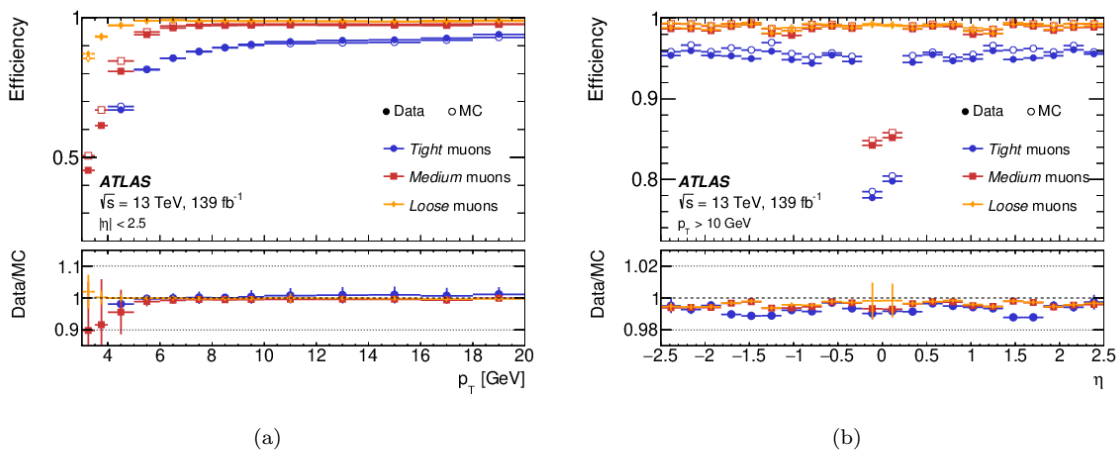 Efficiency
1
0.5
Data MC
Tight muons
Medium muons
Loose muons
ATLAS
√s = 13 TeV, 139 fb⁻¹
|η| < 2.5
Data/MC
1.1
1
0.9
4 6 8 10 12 14 16 18 20
p_T [GeV]
(a)
Efficiency
1
0.9
0.8
Data MC
Tight muons
Medium muons
Loose muons
ATLAS
√s = 13 TeV, 139 fb⁻¹
p_T > 10 GeV
Data/MC
1.02
1
0.98
−2.5 −2 −1.5 −1 −0.5 0 0.5 1 1.5 2 2.5
η
(b)